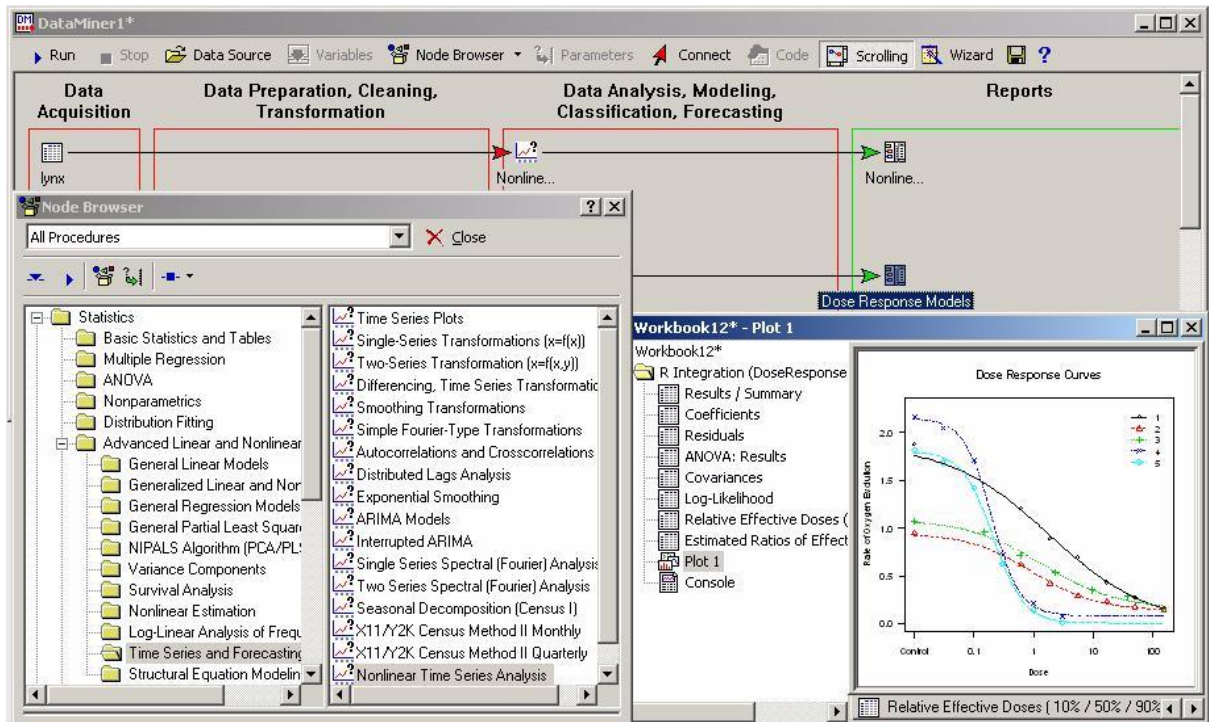 DataMiner1*
Run Stop Data Source Variables Node Browser Parameters Connect Code Scrolling Wizard ?
Data Acquisition
Data Preparation, Cleaning, Transformation
Data Analysis, Modeling, Classification, Forecasting
Reports
lynx
Nonline...
Nonline...
Dose Response Models
Node Browser
All Procedures
Close
Statistics
Basic Statistics and Tables
Multiple Regression
ANOVA
Nonparametrics
Distribution Fitting
Advanced Linear and Nonlinear
General Linear Models
Generalized Linear and Nor
General Regression Models
General Partial Least Squar
NIPALS Algorithm (PCA/PL
Variance Components
Survival Analysis
Nonlinear Estimation
Log-Linear Analysis of Frequ
Time Series and Forecasting
Structural Equation Modelin
Time Series Plots
Single-Series Transformations (x=f(x))
Two-Series Transformation (x=f(x,y))
Differencing, Time Series Transformatic
Smoothing Transformations
Simple Fourier-Type Transformations
Autocorrelations and Crosscorrelations
Distributed Lags Analysis
Exponential Smoothing
ARIMA Models
Interrupted ARIMA
Single Series Spectral (Fourier) Analysis
Two Series Spectral (Fourier) Analysis
Seasonal Decomposition (Census I)
X11/Y2K Census Method II Monthly
X11/Y2K Census Method II Quarterly
Nonlinear Time Series Analysis
Workbook12* - Plot 1
Workbook12*
R Integration (DoseResponse
Results / Summary
Coefficients
Residuals
ANOVA: Results
Covariances
Log-Likelihood
Relative Effective Doses (
Estimated Ratios of Effect
Plot 1
Console
Dose Response Curves
1
2
3
4
5
2.0
1.5
1.0
0.5
0.0
Rate of Oxygen Evolution
Control 0.1 1 10 100
Dose
Relative Effective Doses ( 10% / 50% / 90%